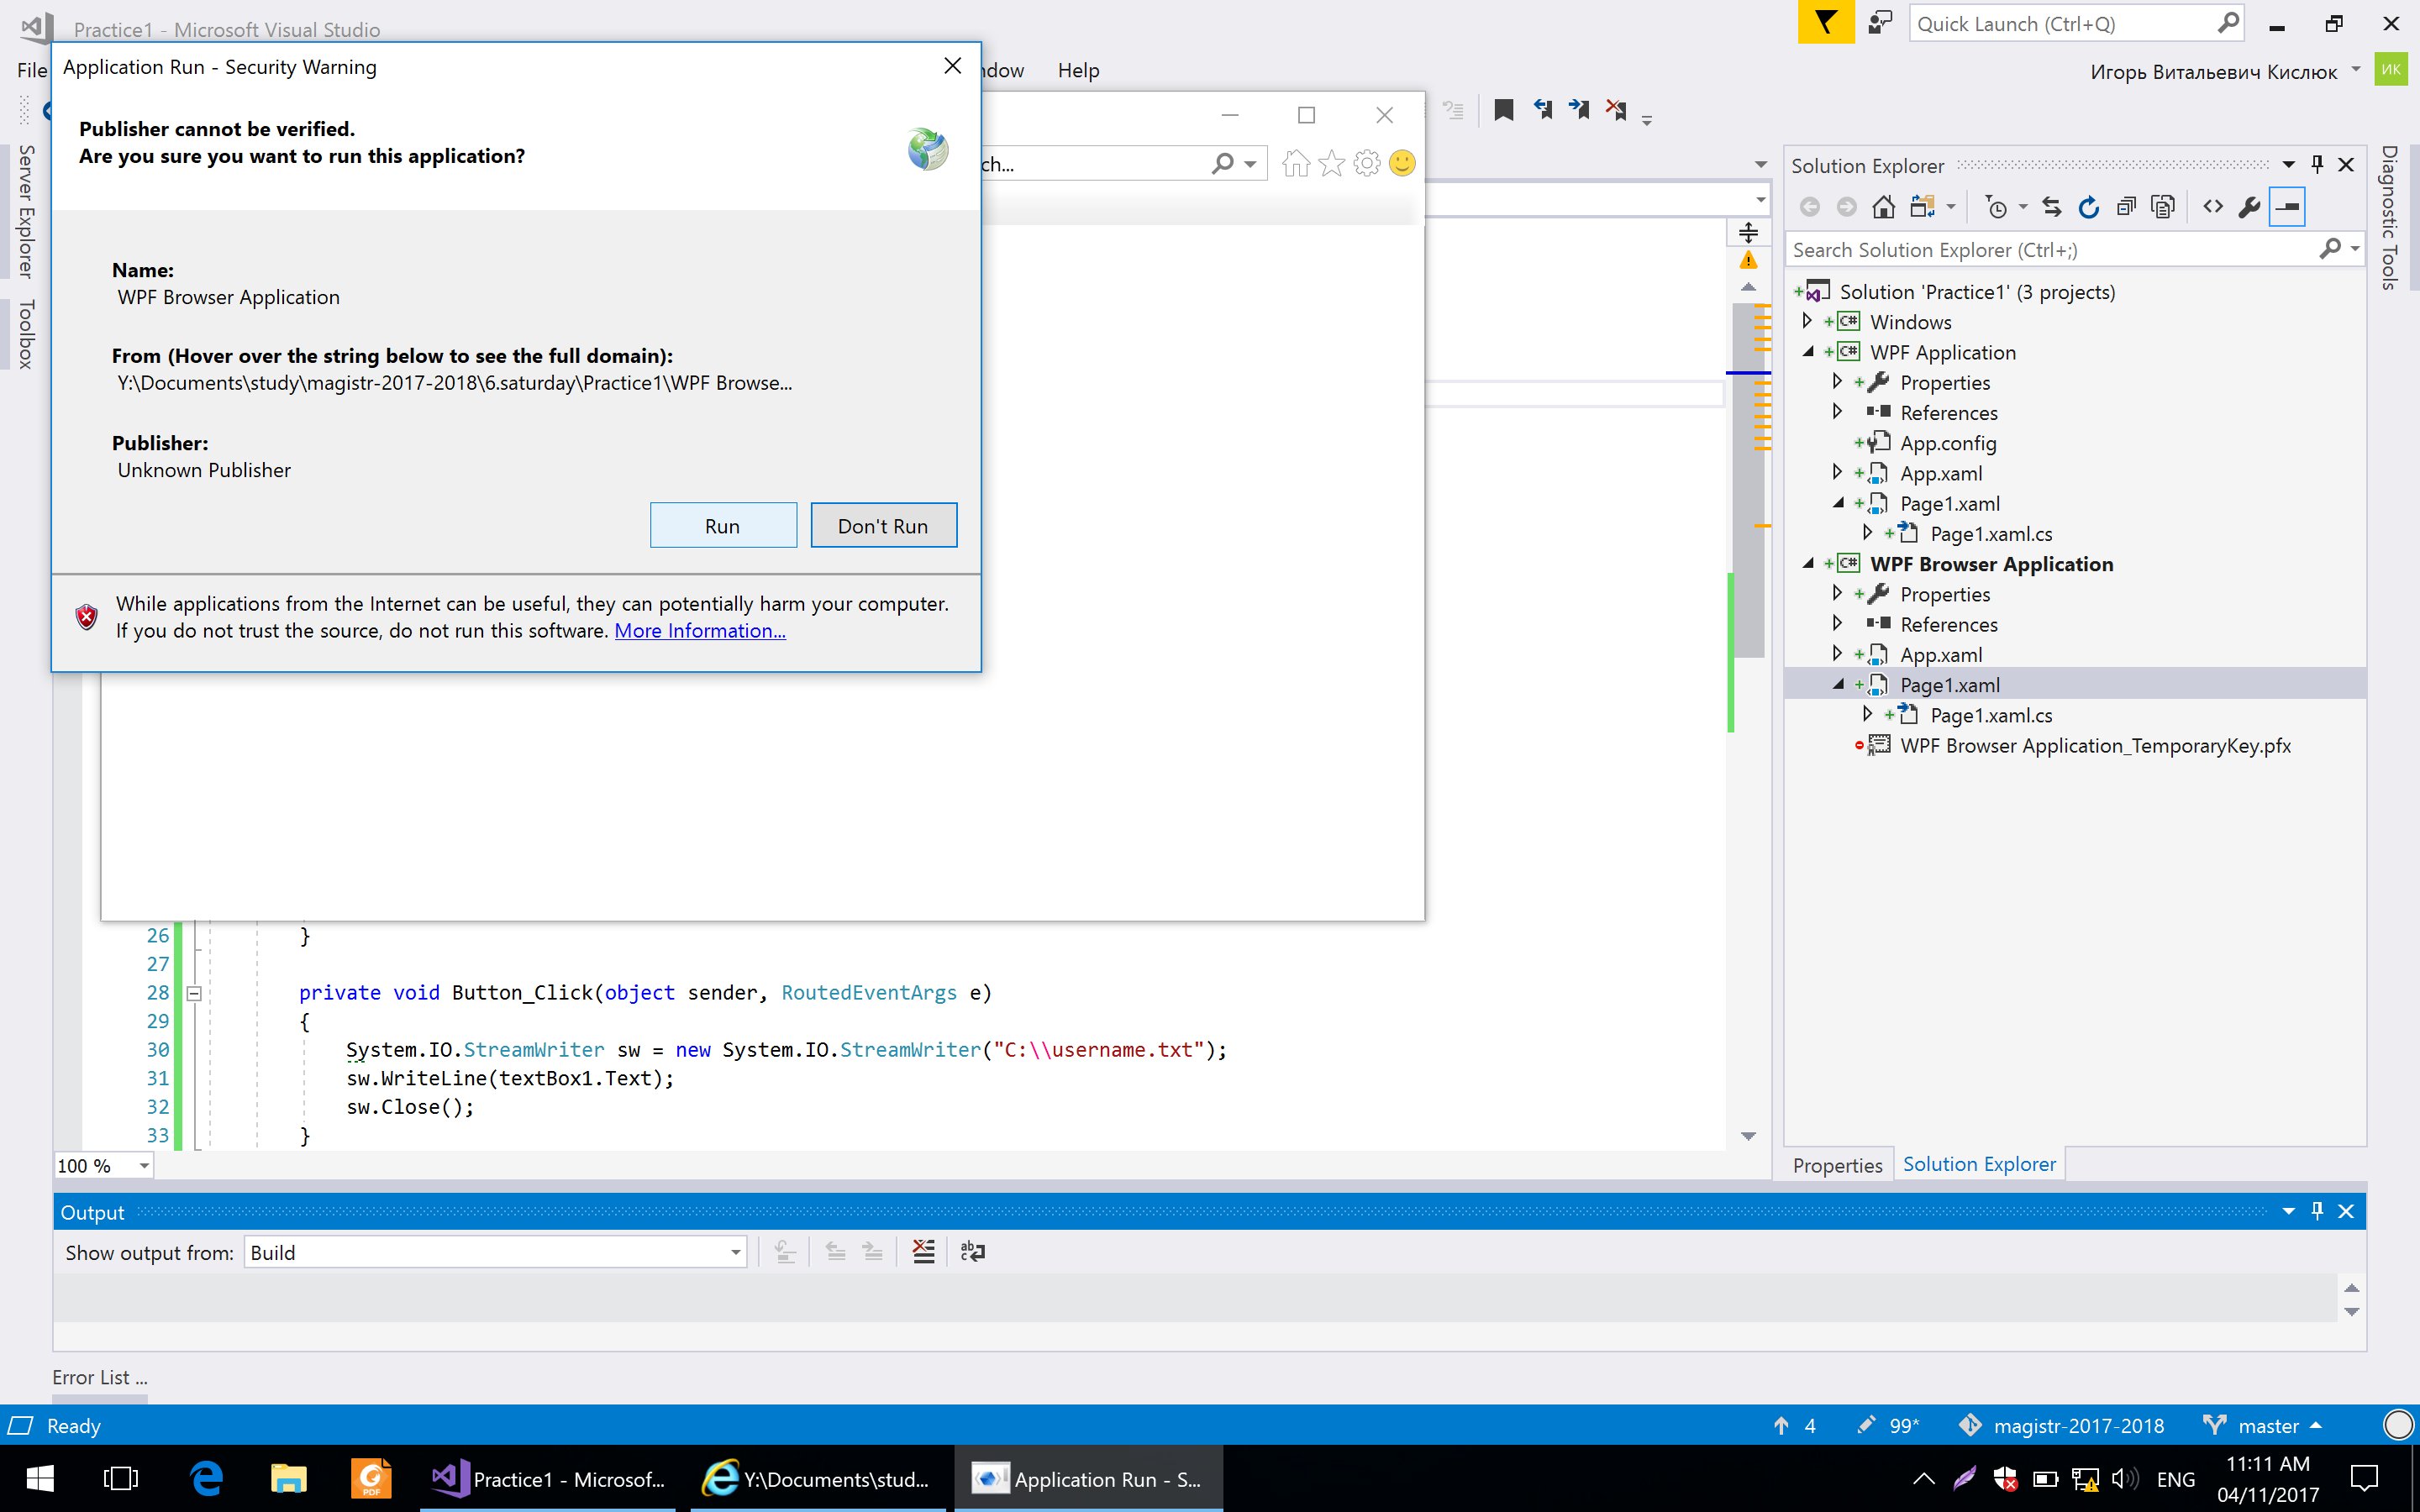 Practice1 - Microsoft Visual Studio
Quick Launch (Ctrl+Q)
File
ndow
Help
Игорь Витальевич Кислюк
ИК
Application Run - Security Warning
Publisher cannot be verified.
Are you sure you want to run this application?
Name:
WPF Browser Application
From (Hover over the string below to see the full domain):
Y:\Documents\study\magistr-2017-2018\6.saturday\Practice1\WPF Browse...
Publisher:
Unknown Publisher
Run
Don't Run
While applications from the Internet can be useful, they can potentially harm your computer.
If you do not trust the source, do not run this software. More Information...
ch...
Server Explorer
Toolbox
Diagnostic Tools
Solution Explorer
Search Solution Explorer (Ctrl+;)
Solution 'Practice1' (3 projects)
C# Windows
C# WPF Application
Properties
References
App.config
App.xaml
Page1.xaml
Page1.xaml.cs
C# WPF Browser Application
Properties
References
App.xaml
Page1.xaml
Page1.xaml.cs
WPF Browser Application_TemporaryKey.pfx
26 }
27
28 private void Button_Click(object sender, RoutedEventArgs e)
29 {
30 System.IO.StreamWriter sw = new System.IO.StreamWriter("C:\\username.txt");
31 sw.WriteLine(textBox1.Text);
32 sw.Close();
33 }
100 %
Properties
Solution Explorer
Output
Show output from:
Build
Error List ...
Ready
4
99*
magistr-2017-2018
master
PDF
Practice1 - Microsof...
Y:\Documents\stud...
Application Run - S...
ENG
11:11 AM
04/11/2017